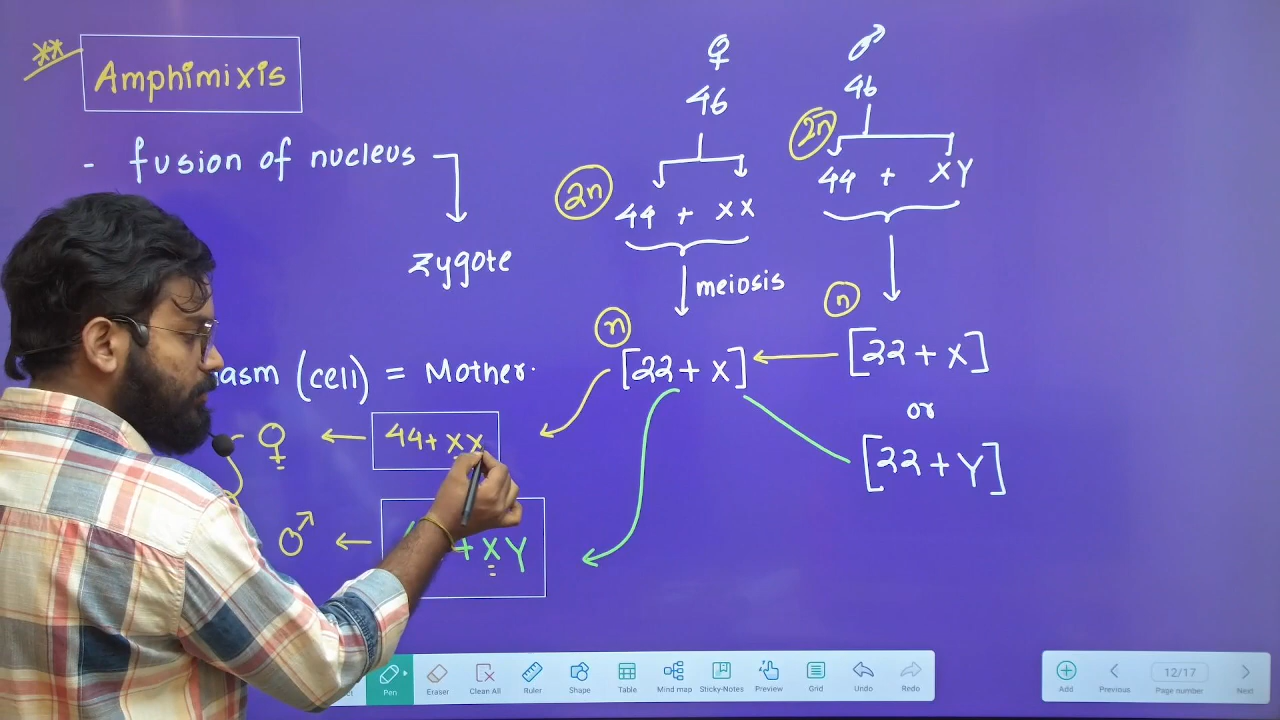 **
Amphimixis
- fusion of nucleus
zygote
(cell) = Mother.
♀ ← 44+ XX
♂ ← + XY
♀
46
2n
44 + XX
meiosis
n
[22 + X]
♂
46
2n
44 + XY
n
[22 + X]
or
[22 + Y]
Pen
Eraser
Clean All
Ruler
Shape
Table
Mind map
Sticky-Notes
Preview
Grid
Undo
Redo
Add
Previous
12/17
Page number
Next